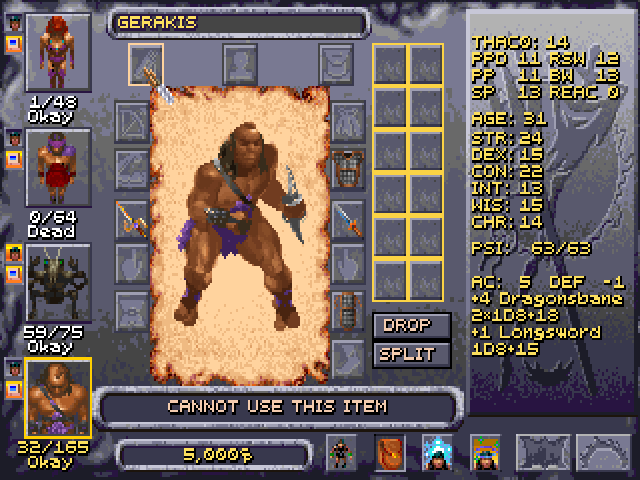 GERAKIS
1/48
Okay
0/64
Dead
59/75
Okay
32/165
Okay
THAC0: 14
PPD 11 RSW 12
PP 11 BW 13
SP 13 REAC 0
AGE: 31
STR: 24
DEX: 15
CON: 22
INT: 13
WIS: 15
CHR: 14
PSI: 63/63
AC: 5 DEF -1
+4 Dragonsbane
2x1D8+18
+1 Longsword
1D8+15
DROP
SPLIT
CANNOT USE THIS ITEM
5,000